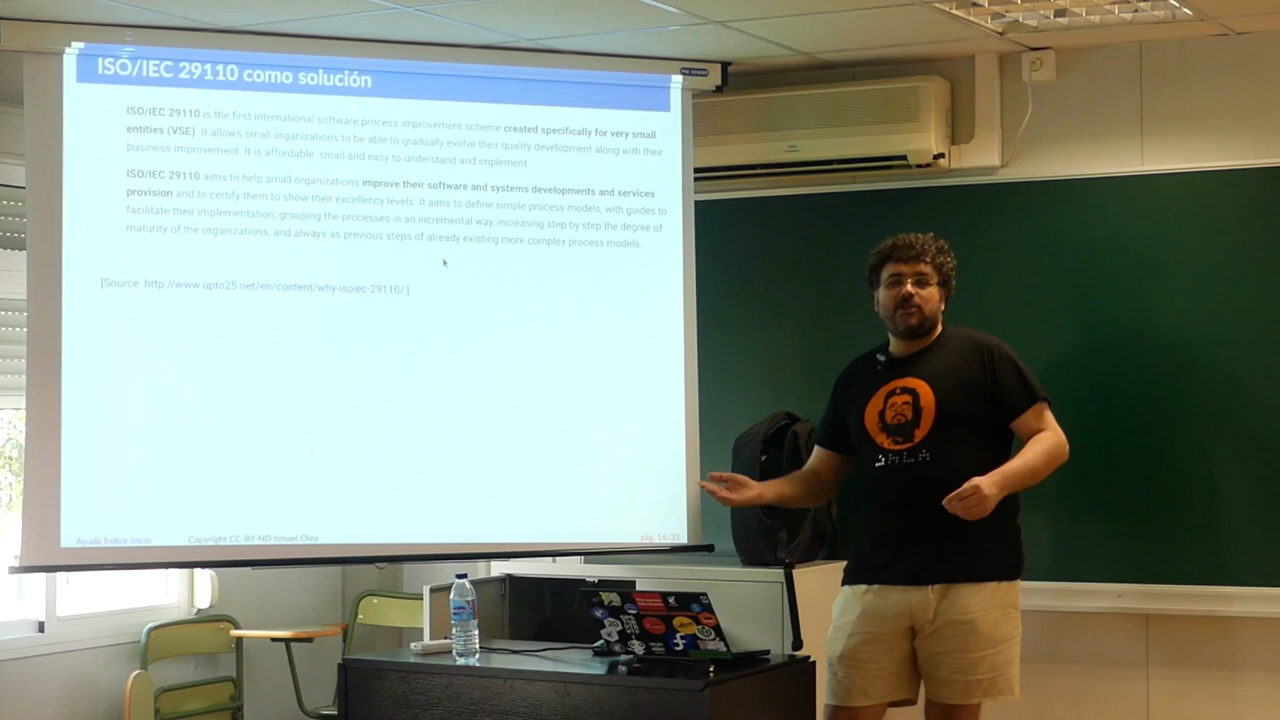 ISO/IEC 29110 como solución
ISO/IEC 29110 is the first international software process improvement scheme created specifically for very small
entities (VSE) It allows small organizations to be able to gradually evolve their quality development along with their
business improvement. It is affordable, small and easy to understand and implement.
ISO/IEC 29110 aims to help small organizations improve their software and systems developments and services
provision and to certify them to show their excellency levels. It aims to define simple process models, with guides to
facilitate their implementation, grouping the processes in an incremental way, increasing step by step the degree of
maturity of the organizations, and always as previous steps of already existing more complex process models.
[Source: http://www.upto25.net/en/content/why-isoiec-29110/ ]
Ayuda Índice Inicio
Copyright CC-BY-ND Ismael Olea
pág. 14/31